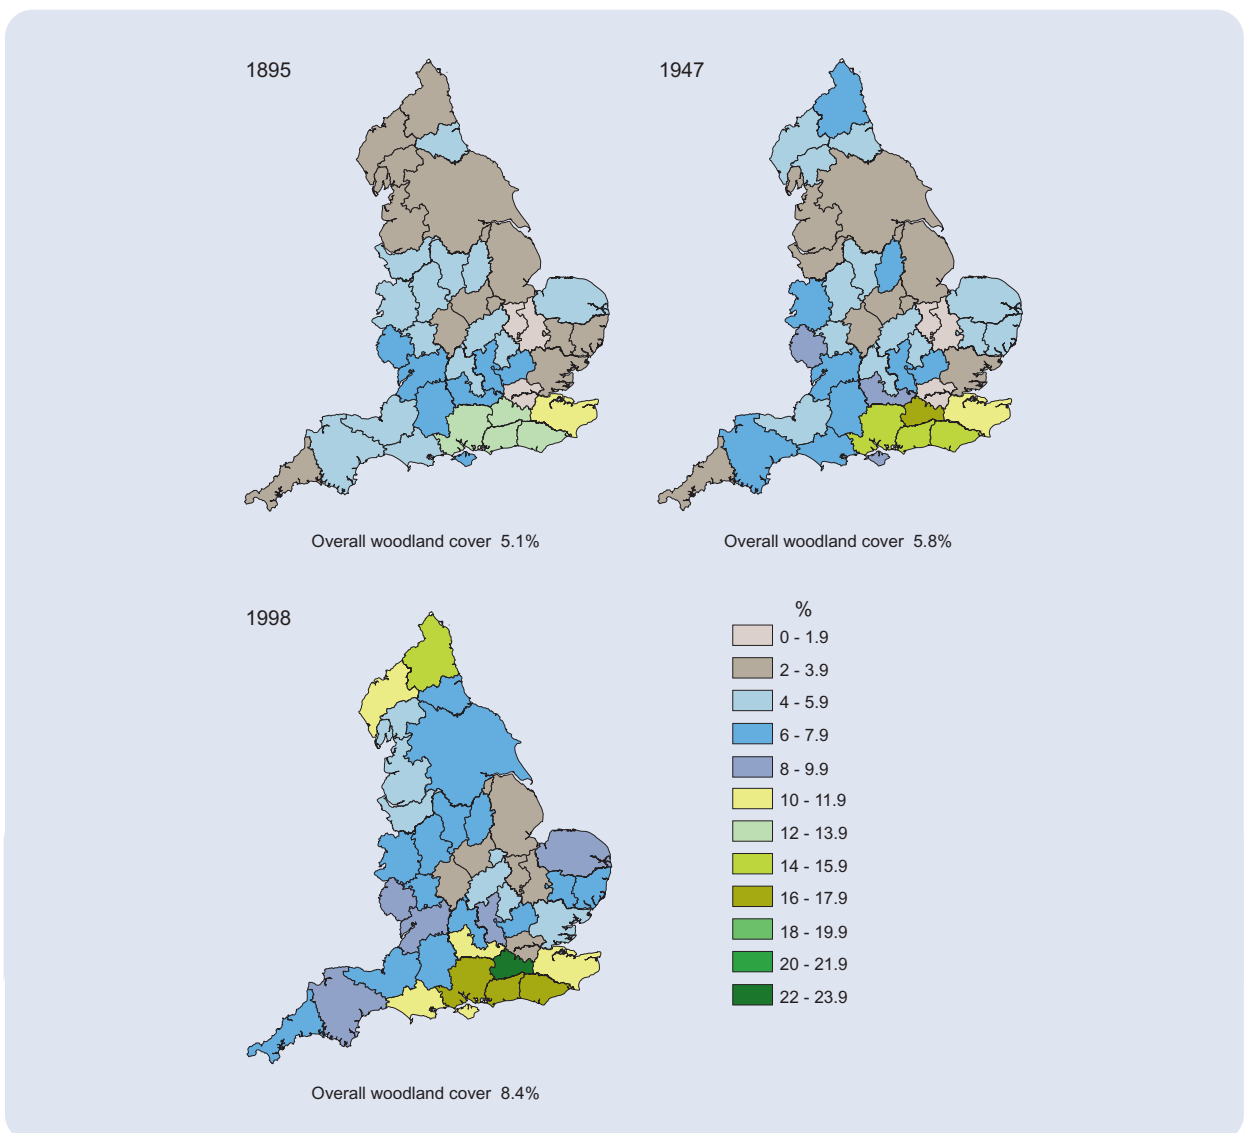 1895
1947
Overall woodland cover 5.1%
Overall woodland cover 5.8%
1998
%
0 - 1.9
2 - 3.9
4 - 5.9
6 - 7.9
8 - 9.9
10 - 11.9
12 - 13.9
14 - 15.9
16 - 17.9
18 - 19.9
20 - 21.9
22 - 23.9
Overall woodland cover 8.4%